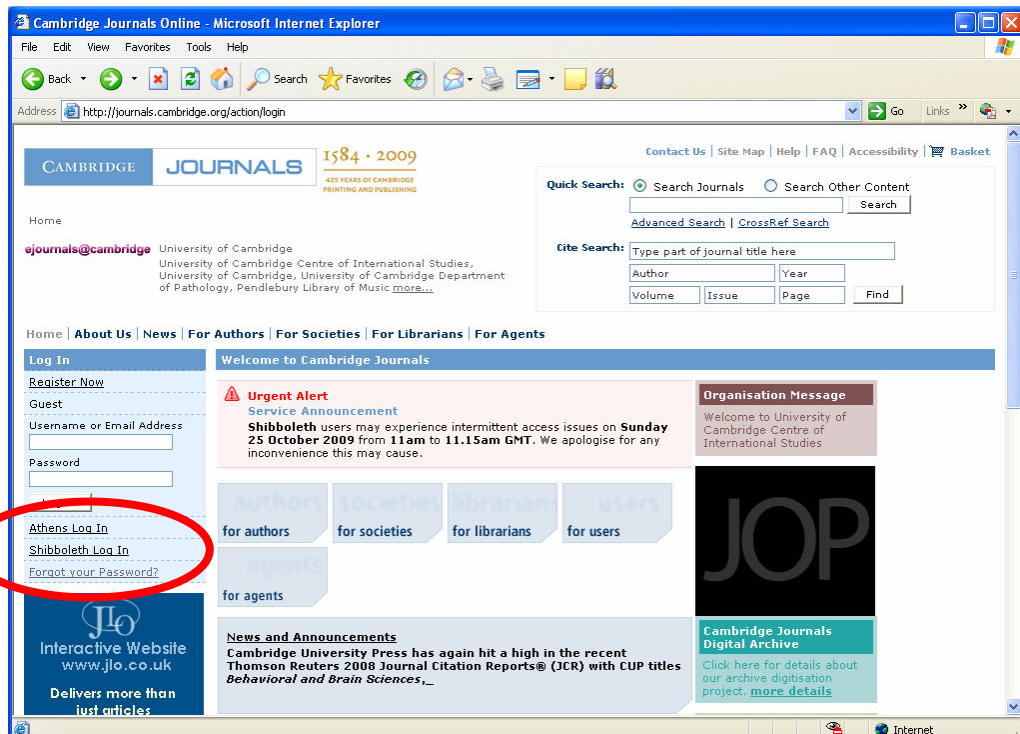 Cambridge Journals Online - Microsoft Internet Explorer
File Edit View Favorites Tools Help
Back Search Favorites
Address http://journals.cambridge.org/action/login Go Links »
CAMBRIDGE JOURNALS
1584 • 2009
425 YEARS OF CAMBRIDGE
PRINTING AND PUBLISHING
Contact Us | Site Map | Help | FAQ | Accessibility | Basket
Quick Search: Search Journals Search Other Content
Search
Advanced Search | CrossRef Search
Cite Search: Type part of journal title here
Author Year
Volume Issue Page Find
Home
ejournals@cambridge University of Cambridge
University of Cambridge Centre of International Studies,
University of Cambridge, University of Cambridge Department
of Pathology, Pendlebury Library of Music more...
Home | About Us | News | For Authors | For Societies | For Librarians | For Agents
Log In
Register Now
Guest
Username or Email Address
Password
Athens Log In
Shibboleth Log In
Forgot your Password?
JLO
Interactive Website
www.jlo.co.uk
Delivers more than
just articles
Welcome to Cambridge Journals
Urgent Alert
Service Announcement
Shibboleth users may experience intermittent access issues on Sunday
25 October 2009 from 11am to 11.15am GMT. We apologise for any
inconvenience this may cause.
authors societies librarians users
for authors for societies for librarians for users
agents
for agents
News and Announcements
Cambridge University Press has again hit a high in the recent
Thomson Reuters 2008 Journal Citation Reports® (JCR) with CUP titles
Behavioral and Brain Sciences,_
Organisation Message
Welcome to University of
Cambridge Centre of
International Studies
JOP
Cambridge Journals
Digital Archive
Click here for details about
our archive digitisation
project. more details
Internet